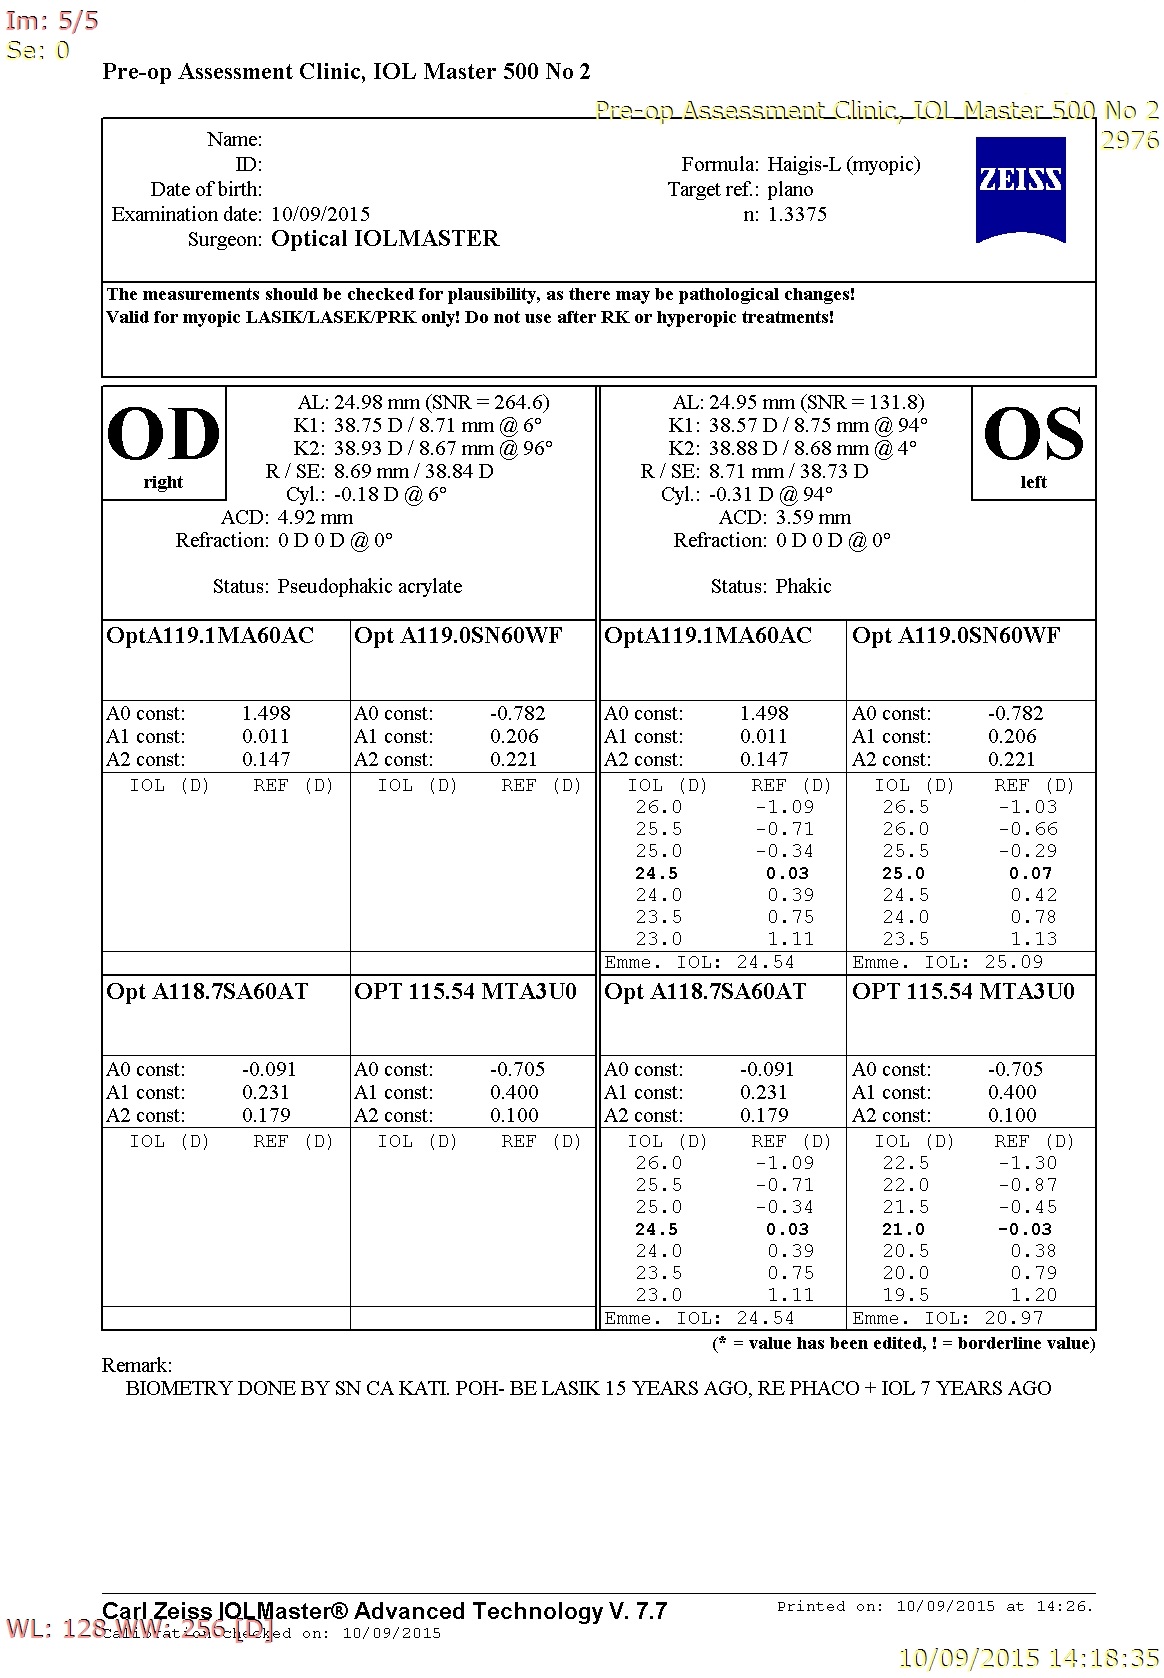 Im: 5/5
Se: 0
Pre-op Assessment Clinic, IOL Master 500 No 2
Pre-op Assessment Clinic, IOL Master 500 No 2
2976
Name:
ID:
Formula: Haigis-L (myopic)
Date of birth:
Target ref.: plano
Examination date: 10/09/2015
n: 1.3375
Surgeon: Optical IOLMASTER
ZEISS
The measurements should be checked for plausibility, as there may be pathological changes!
Valid for myopic LASIK/LASEK/PRK only! Do not use after RK or hyperopic treatments!
OD
right
AL: 24.98 mm (SNR = 264.6)
K1: 38.75 D / 8.71 mm @ 6°
K2: 38.93 D / 8.67 mm @ 96°
R / SE: 8.69 mm / 38.84 D
Cyl.: -0.18 D @ 6°
ACD: 4.92 mm
Refraction: 0 D 0 D @ 0°
Status: Pseudophakic acrylate
AL: 24.95 mm (SNR = 131.8)
K1: 38.57 D / 8.75 mm @ 94°
K2: 38.88 D / 8.68 mm @ 4°
R / SE: 8.71 mm / 38.73 D
Cyl.: -0.31 D @ 94°
ACD: 3.59 mm
Refraction: 0 D 0 D @ 0°
Status: Phakic
OS
left
OptA119.1MA60AC Opt A119.0SN60WF OptA119.1MA60AC Opt A119.0SN60WF
A0 const: 1.498 A0 const: -0.782 A0 const: 1.498 A0 const: -0.782
A1 const: 0.011 A1 const: 0.206 A1 const: 0.011 A1 const: 0.206
A2 const: 0.147 A2 const: 0.221 A2 const: 0.147 A2 const: 0.221
IOL (D) REF (D) IOL (D) REF (D) IOL (D) REF (D) IOL (D) REF (D)
26.0 -1.09 26.5 -1.03
25.5 -0.71 26.0 -0.66
25.0 -0.34 25.5 -0.29
24.5 0.03 25.0 0.07
24.0 0.39 24.5 0.42
23.5 0.75 24.0 0.78
23.0 1.11 23.5 1.13
Emme. IOL: 24.54 Emme. IOL: 25.09
Opt A118.7SA60AT OPT 115.54 MTA3U0 Opt A118.7SA60AT OPT 115.54 MTA3U0
A0 const: -0.091 A0 const: -0.705 A0 const: -0.091 A0 const: -0.705
A1 const: 0.231 A1 const: 0.400 A1 const: 0.231 A1 const: 0.400
A2 const: 0.179 A2 const: 0.100 A2 const: 0.179 A2 const: 0.100
IOL (D) REF (D) IOL (D) REF (D) IOL (D) REF (D) IOL (D) REF (D)
26.0 -1.09 22.5 -1.30
25.5 -0.71 22.0 -0.87
25.0 -0.34 21.5 -0.45
24.5 0.03 21.0 -0.03
24.0 0.39 20.5 0.38
23.5 0.75 20.0 0.79
23.0 1.11 19.5 1.20
Emme. IOL: 24.54 Emme. IOL: 20.97
(* = value has been edited, ! = borderline value)
Remark:
BIOMETRY DONE BY SN CA KATI. POH- BE LASIK 15 YEARS AGO, RE PHACO + IOL 7 YEARS AGO
Carl Zeiss IOLMaster® Advanced Technology V. 7.7
Printed on: 10/09/2015 at 14:26.
WL: 128 WW: 256 [D]
Calibration checked on: 10/09/2015
10/09/2015 14:18:35